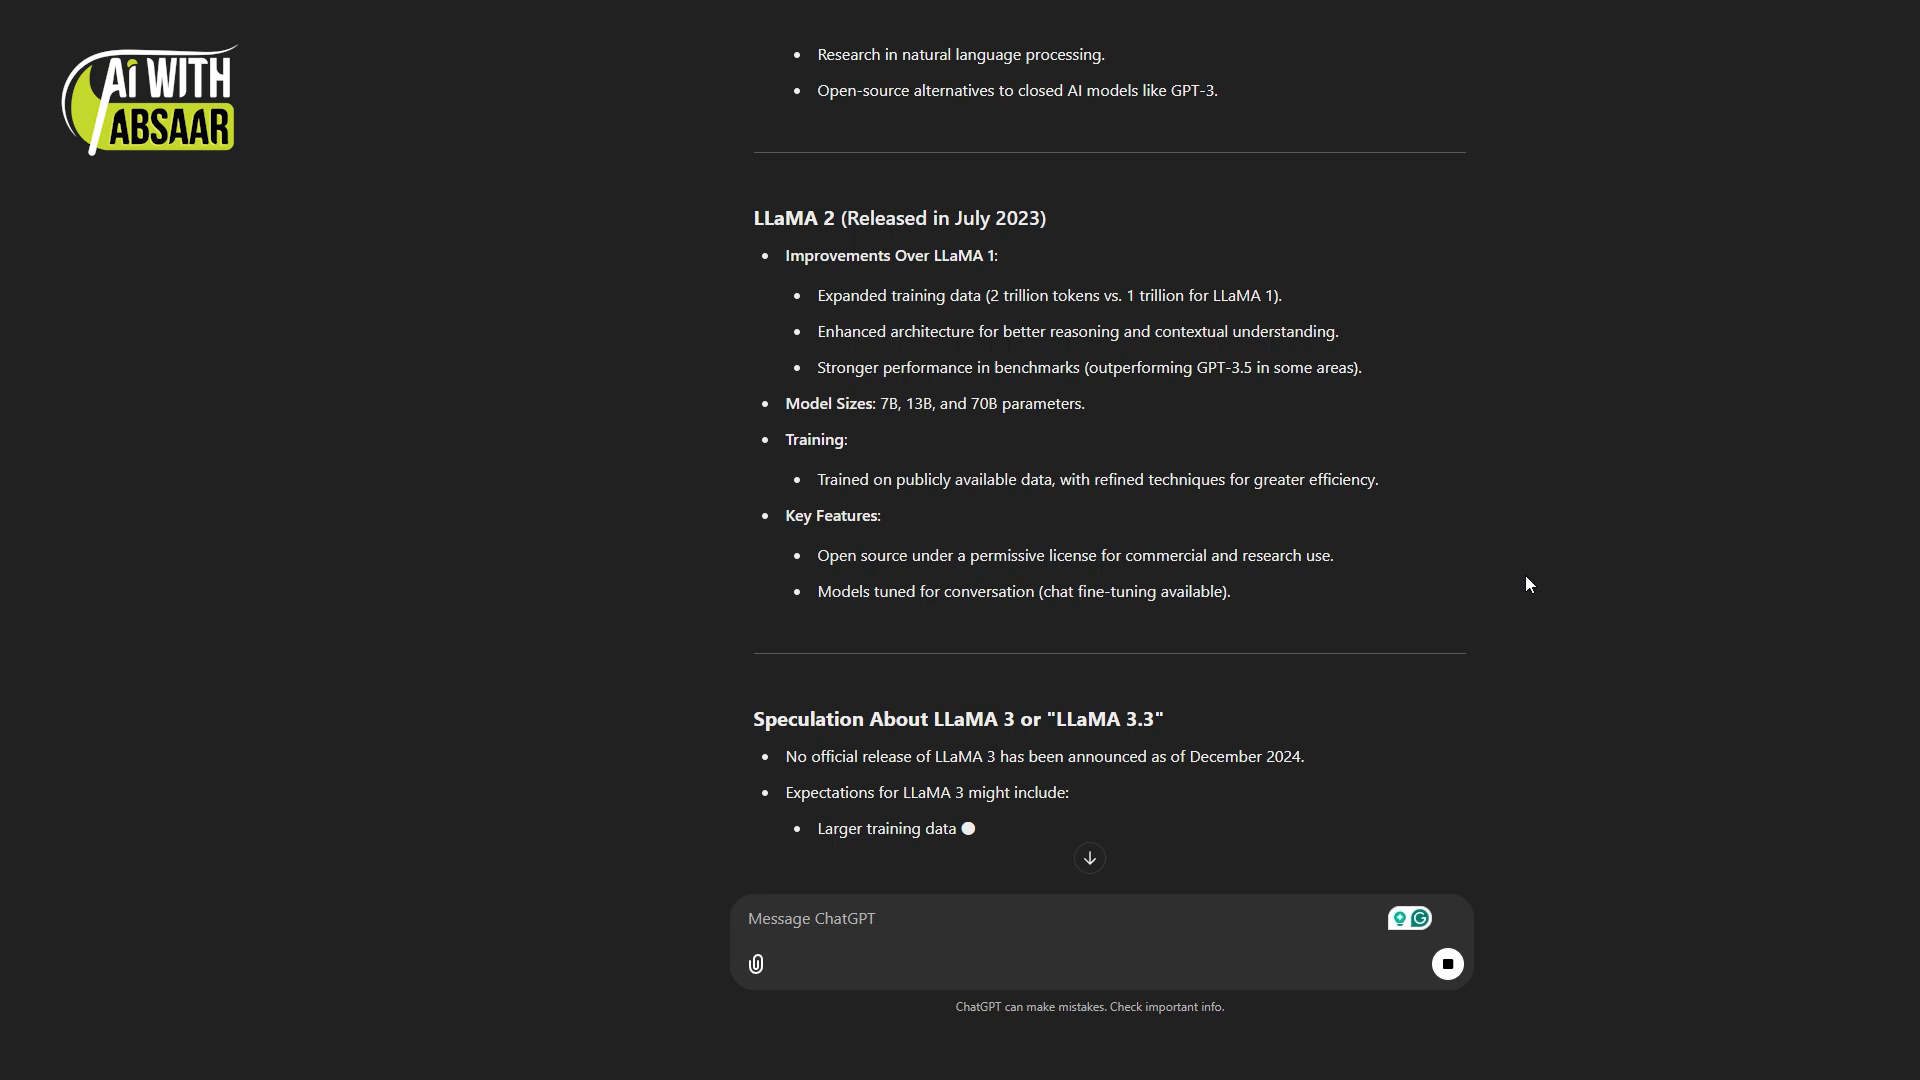 Ai WITH
ABSAAR
Research in natural language processing.
Open-source alternatives to closed AI models like GPT-3.
LLaMA 2 (Released in July 2023)
Improvements Over LLaMA 1:
Expanded training data (2 trillion tokens vs. 1 trillion for LLaMA 1).
Enhanced architecture for better reasoning and contextual understanding.
Stronger performance in benchmarks (outperforming GPT-3.5 in some areas).
Model Sizes: 7B, 13B, and 70B parameters.
Training:
Trained on publicly available data, with refined techniques for greater efficiency.
Key Features:
Open source under a permissive license for commercial and research use.
Models tuned for conversation (chat fine-tuning available).
Speculation About LLaMA 3 or "LLaMA 3.3"
No official release of LLaMA 3 has been announced as of December 2024.
Expectations for LLaMA 3 might include:
Larger training data
Message ChatGPT
ChatGPT can make mistakes. Check important info.